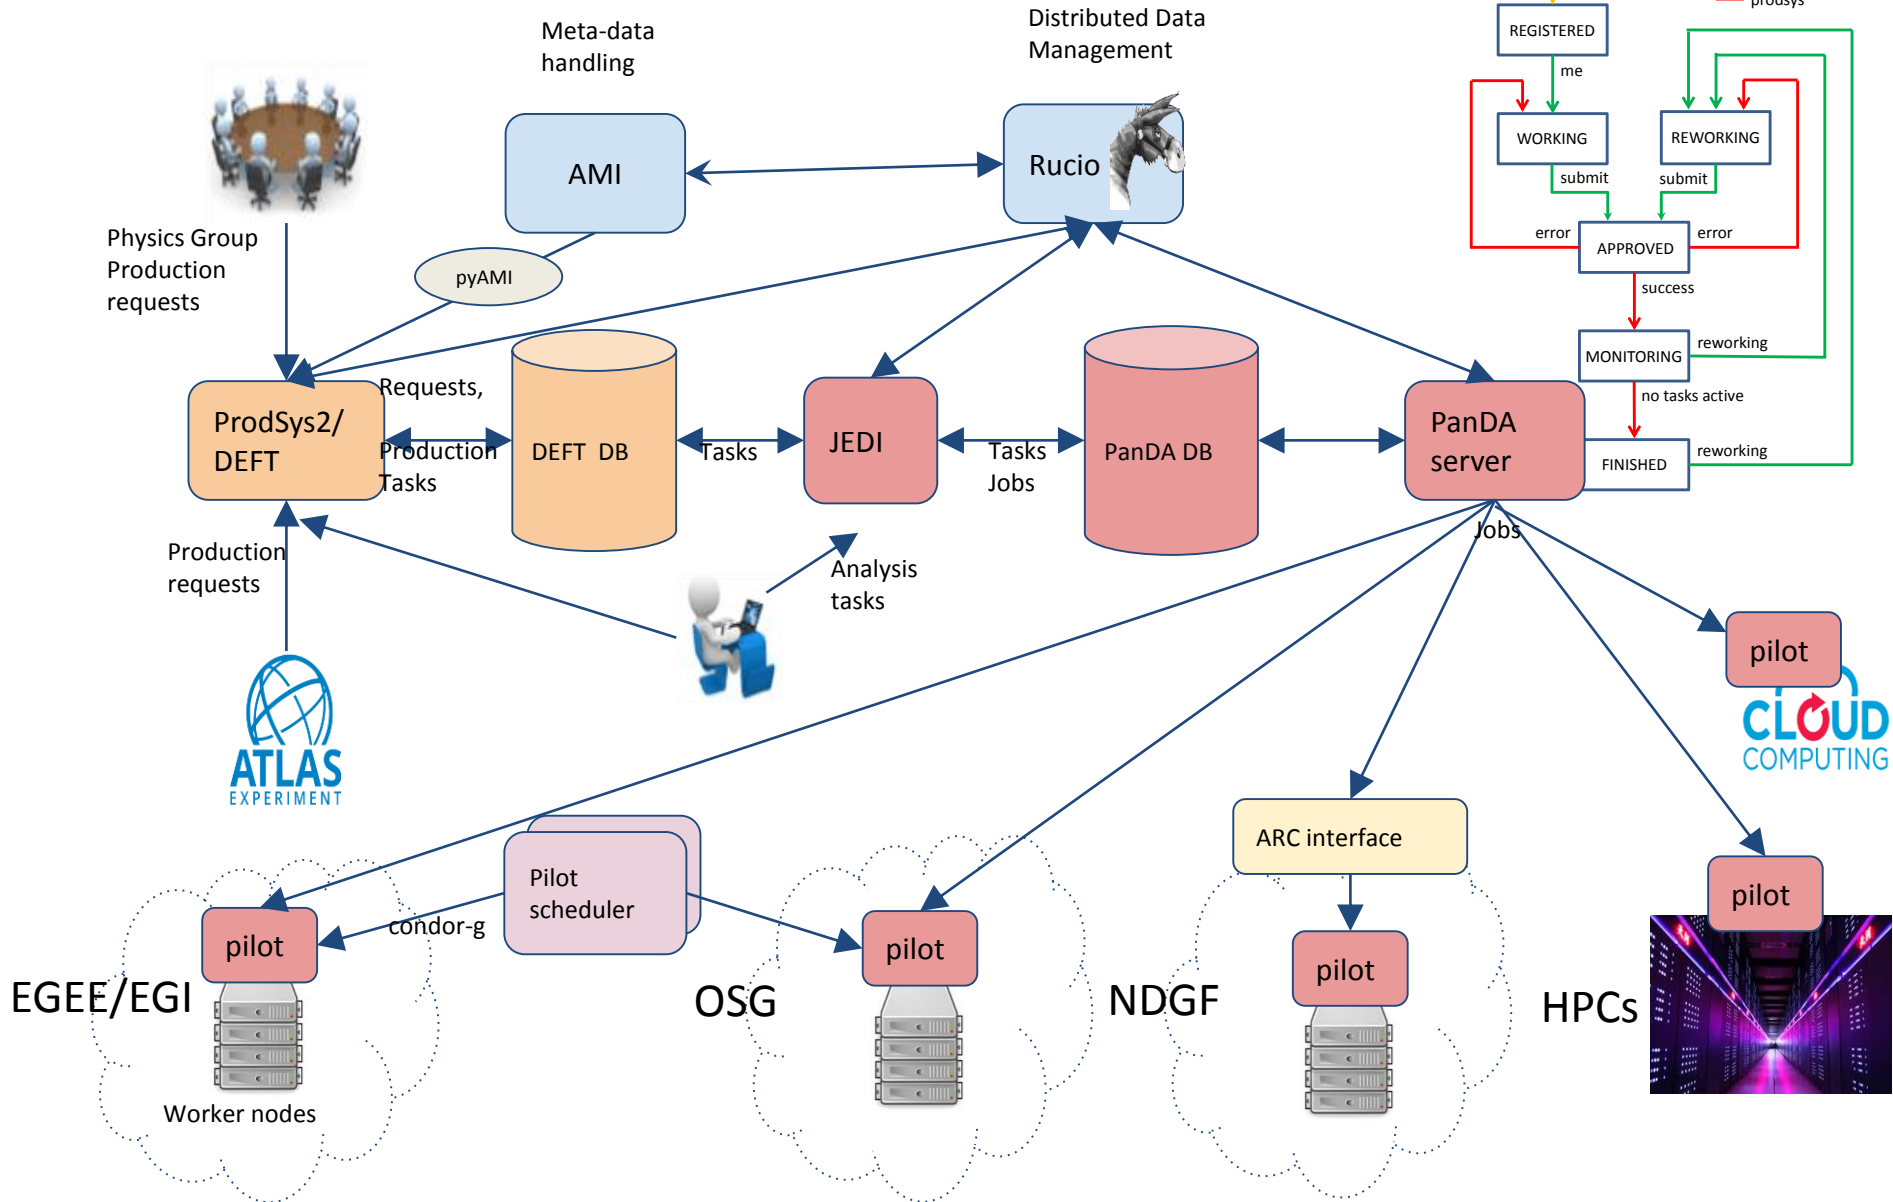 Meta-data
handling
Distributed Data
Management
prodsys
REGISTERED
me
WORKING
REWORKING
submit
submit
error
error
APPROVED
success
MONITORING
reworking
no tasks active
FINISHED
reworking
AMI
Rucio
Physics Group
Production
requests
pyAMI
ProdSys2/
DEFT
Requests,
Production
Tasks
DEFT DB
Tasks
JEDI
Tasks
Jobs
PanDA DB
PanDA
server
Jobs
Production
requests
Analysis
tasks
ATLAS
EXPERIMENT
pilot
CLOUD
COMPUTING
Pilot
scheduler
condor-g
ARC interface
pilot
pilot
pilot
pilot
EGEE/EGI
OSG
NDGF
HPCs
Worker nodes